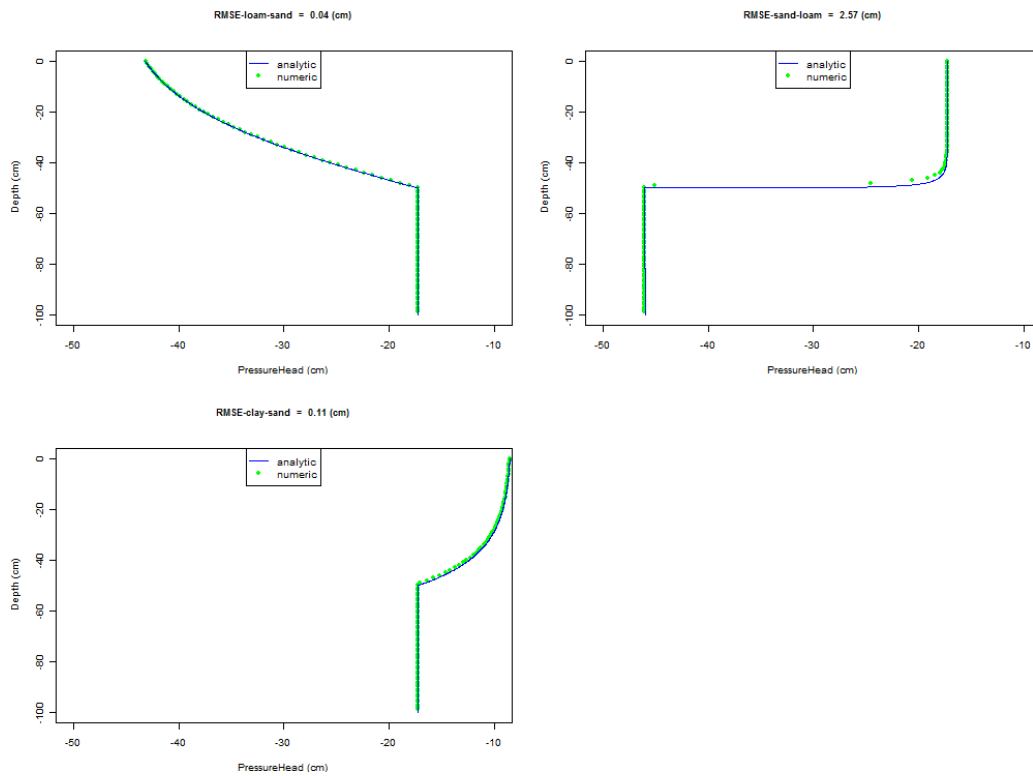 RMSE-loam-sand = 0.04 (cm)
analytic
numeric
Depth (cm)
0
-20
-40
-60
-80
-100
-50
-40
-30
-20
-10
PressureHead (cm)
RMSE-sand-loam = 2.57 (cm)
analytic
numeric
Depth (cm)
0
-20
-40
-60
-80
-100
-50
-40
-30
-20
-10
PressureHead (cm)
RMSE-clay-sand = 0.11 (cm)
analytic
numeric
Depth (cm)
0
-20
-40
-60
-80
-100
-50
-40
-30
-20
-10
PressureHead (cm)